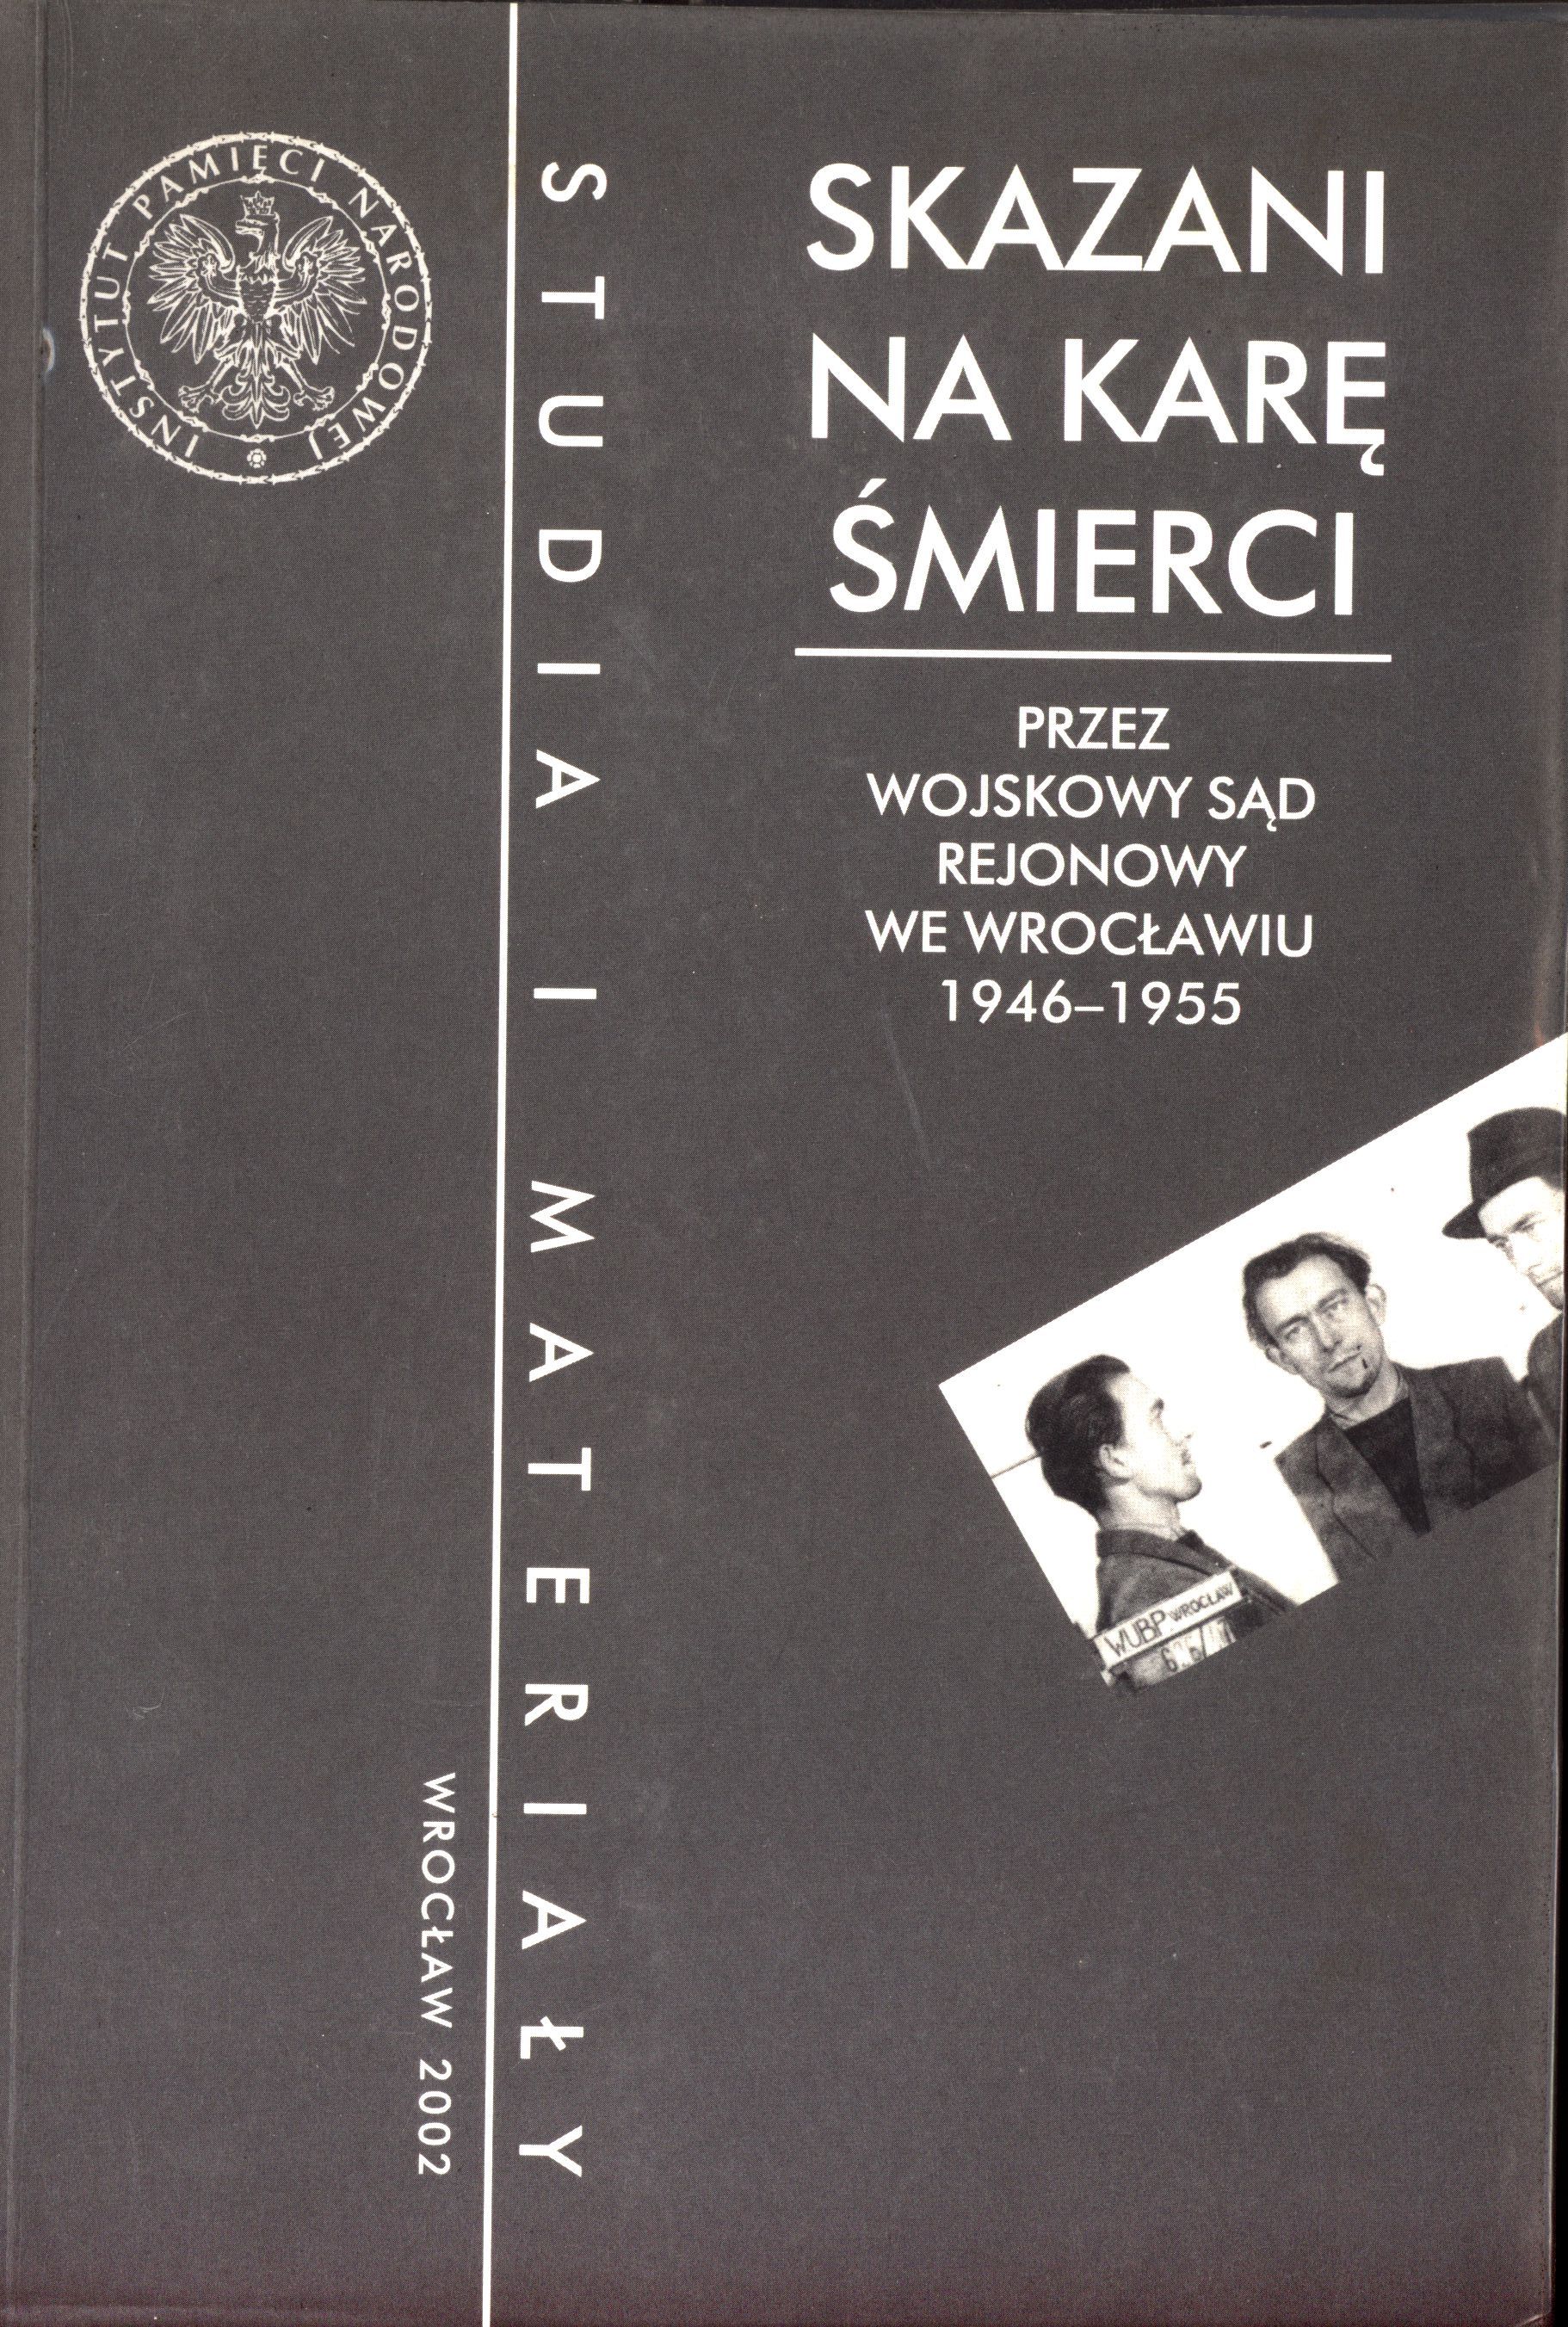 INSTYTUT PAMIĘCI NARODOWEJ
STUDIA I MATERIAŁY
SKAZANI
NA KARĘ
ŚMIERCI
PRZEZ
WOJSKOWY SĄD
REJONOWY
WE WROCŁAWIU
1946–1955
WUBP WROCŁAW
WROCŁAW 2002